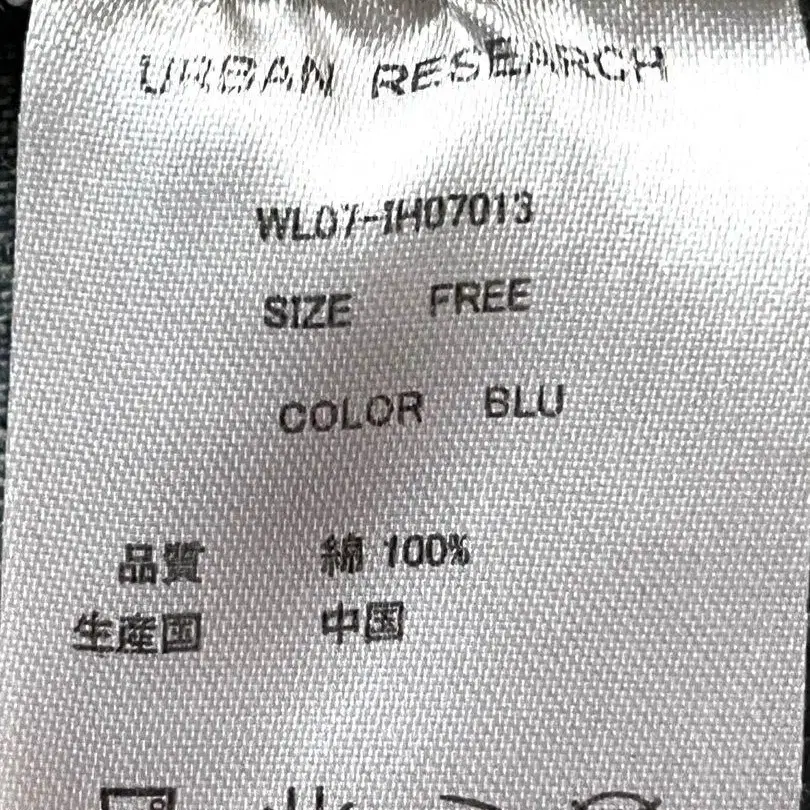 URBAN RESEARCH
WL07-1H07013
SIZE FREE
COLOR BLU
品質 綿 100%
生産国 中国